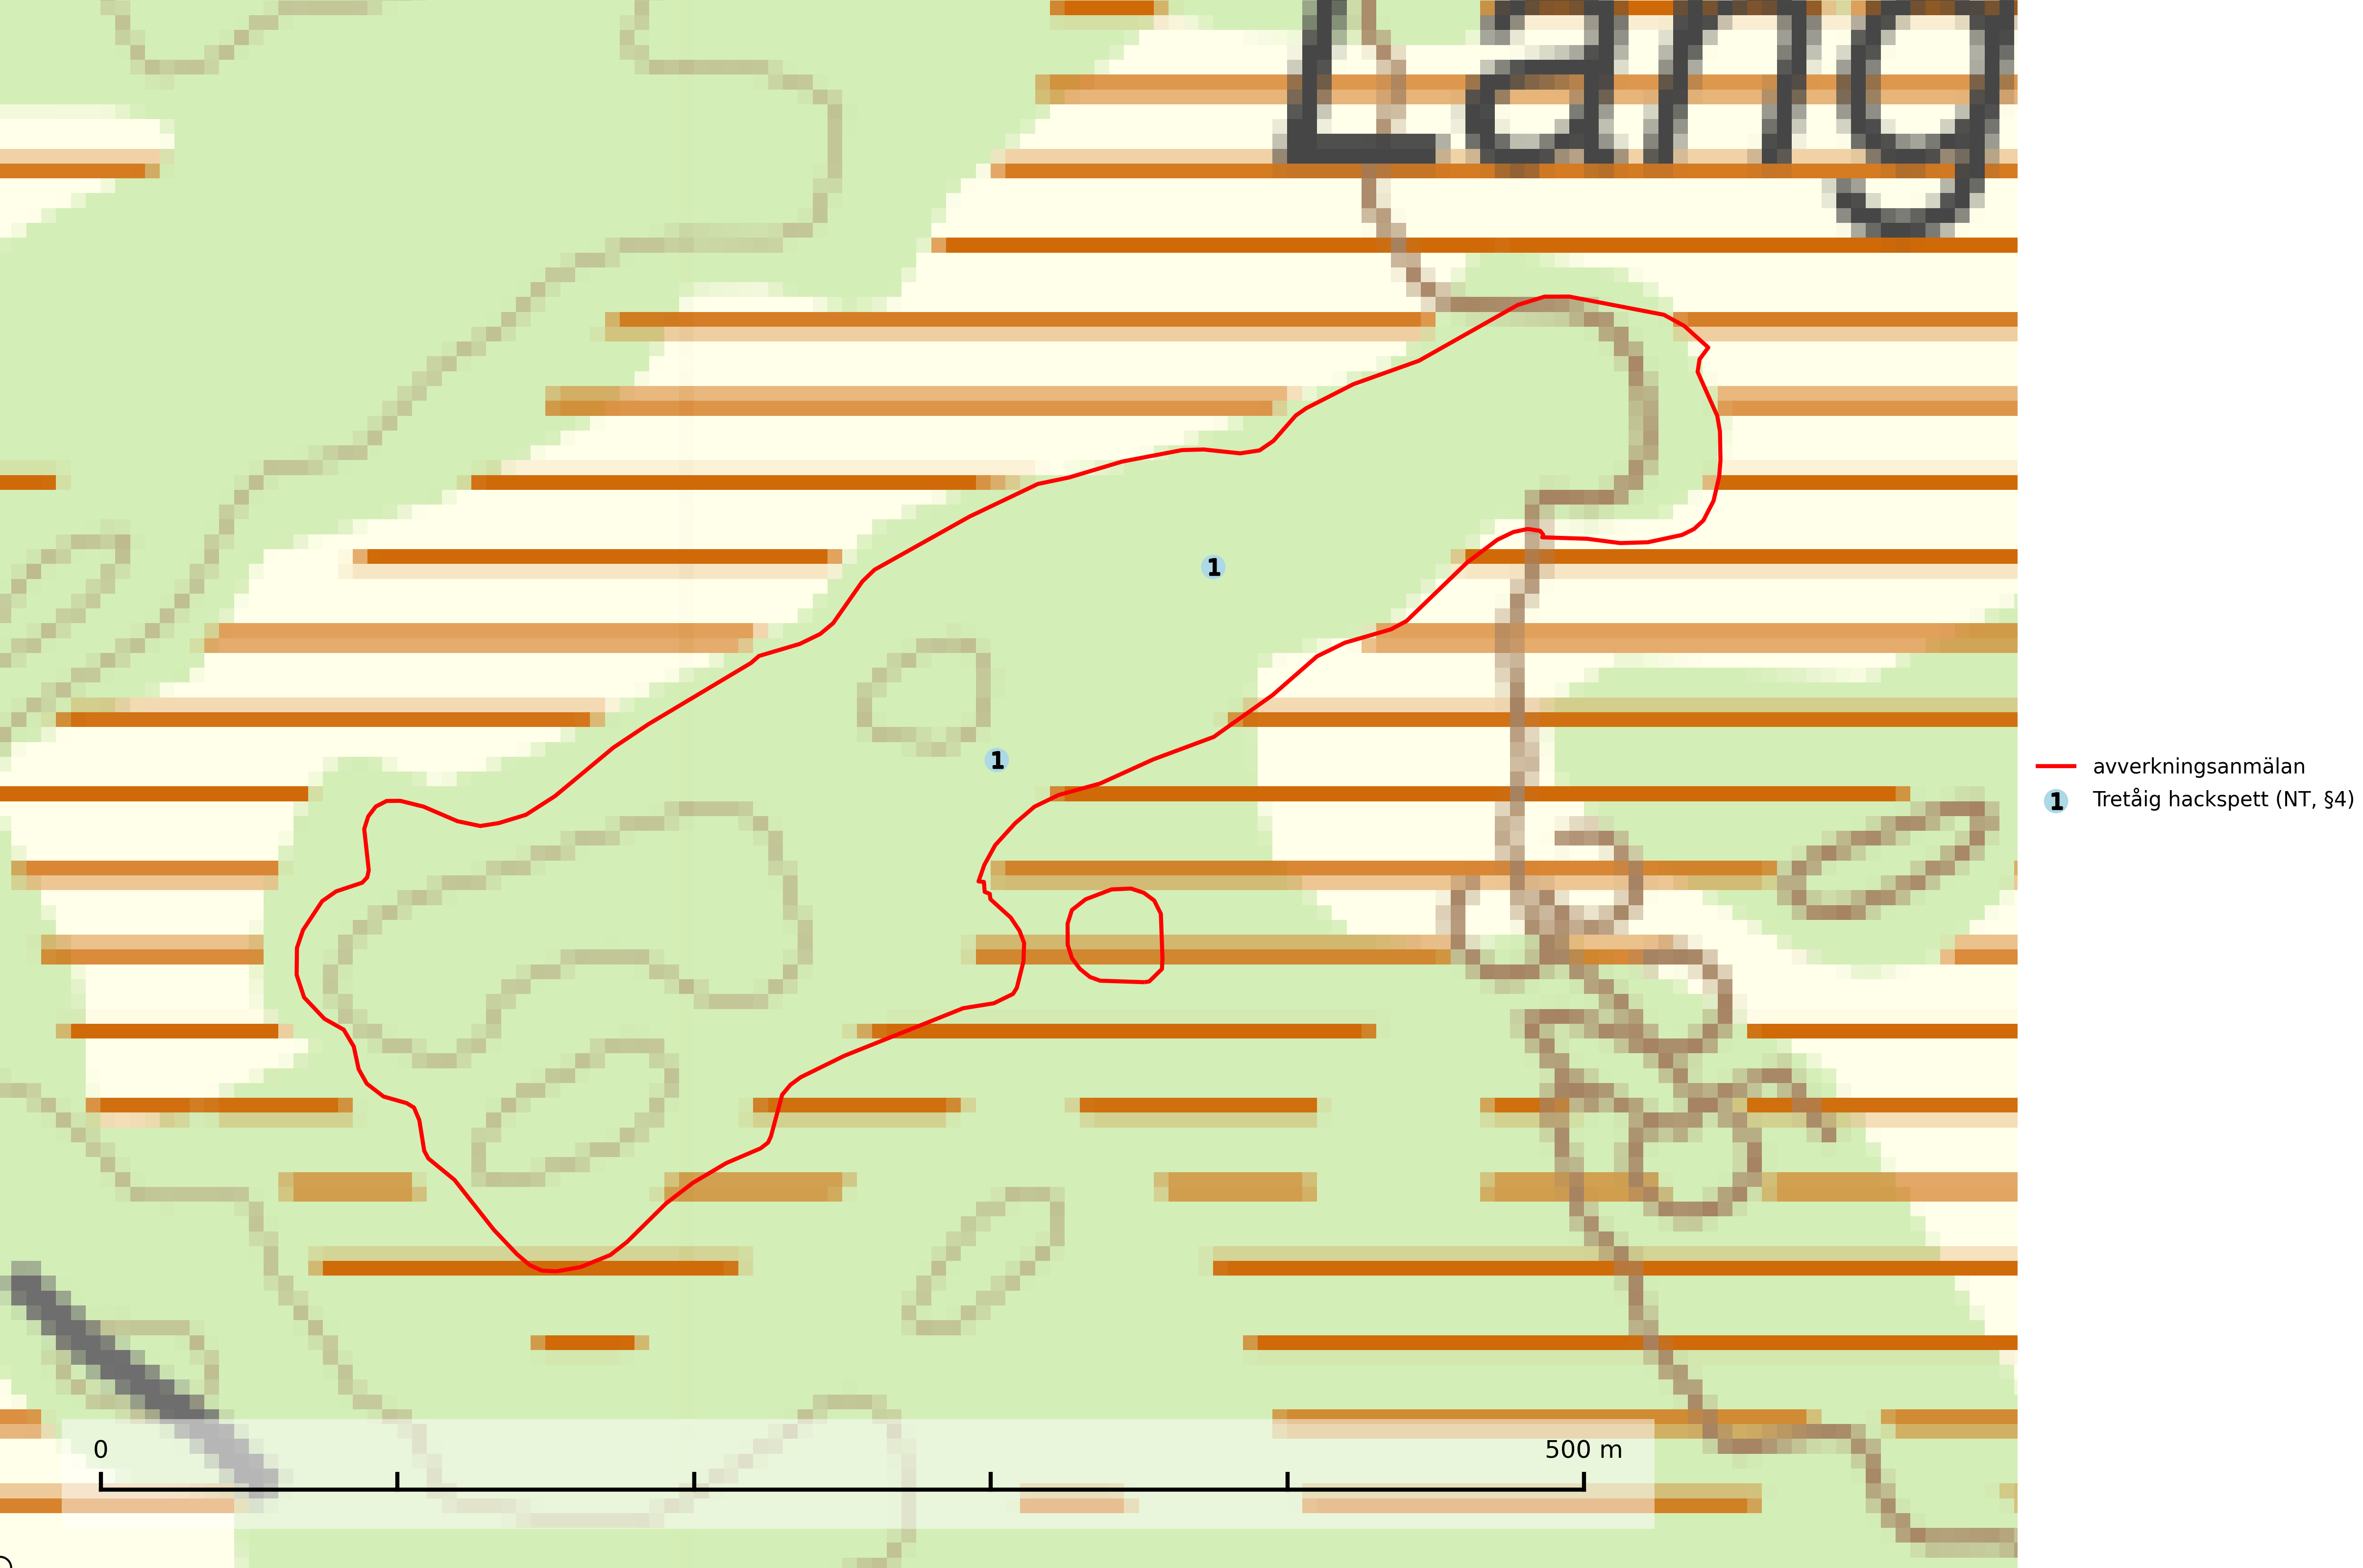 Lång
1
1
avverkningsanmälan
1 Tretåig hackspett (NT, §4)
0 500 m